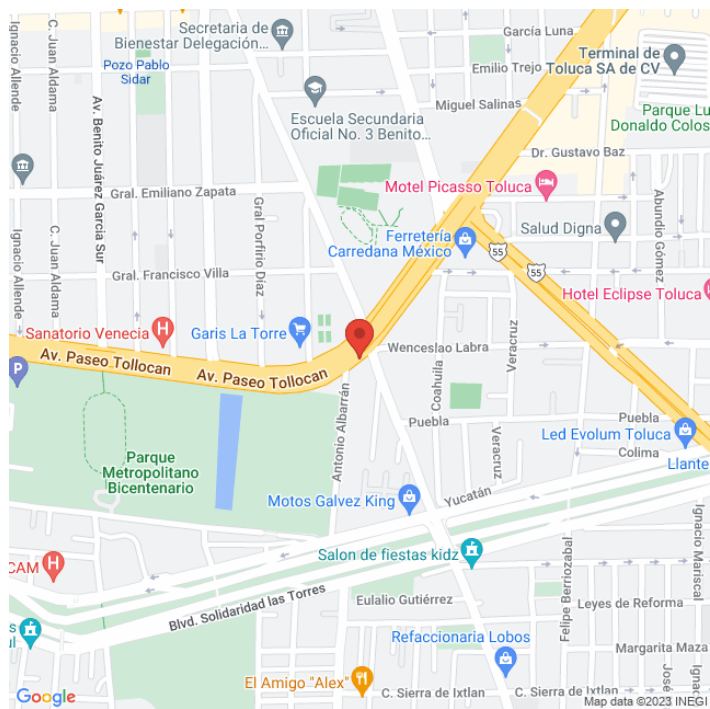 Ignacio Allende
C. Juan Aldama
Secretaria de
Bienestar Delegación...
Pozo Pablo
Sidar
García Luna
Emilio Trejo
Terminal de
Toluca SA de CV
Miguel Salinas
Escuela Secundaria
Oficial No. 3 Benito...
Parque Lu
Donaldo Colos
Dr. Gustavo Baz
Av. Benito Juárez García Sur
Gral. Emiliano Zapata
Motel Picasso Toluca
Abundio Gómez
Gral Porfirio Díaz
Ferretería
Carredana México
Salud Digna
55
55
Ignacio Allende
C. Juan Aldama
Gral. Francisco Villa
Hotel Eclipse Toluca
Sanatorio Venecia
H
Garis La Torre
Veracruz
Wenceslao Labra
Coahuila
Av. Paseo Tollocan
Av. Paseo Tollocan
P
Antonio Albarrán
Puebla
Puebla
Led Evolum Toluca
Veracruz
Colima
Llante
Parque
Metropolitano
Bicentenario
Motos Galvez King
Yucatán
Salon de fiestas kidz
CAM
H
Felipe Berriozabal
Ignacio Mariscal
Blvd. Solidaridad las Torres
Eulalio Gutiérrez
Leyes de Reforma
s
ul
Refaccionaria Lobos
Margarita Maza
José
El Amigo "Alex"
C. Sierra de Ixtlan
C. Sierra de Ixtlan
Google
Map data ©2023 INEGI